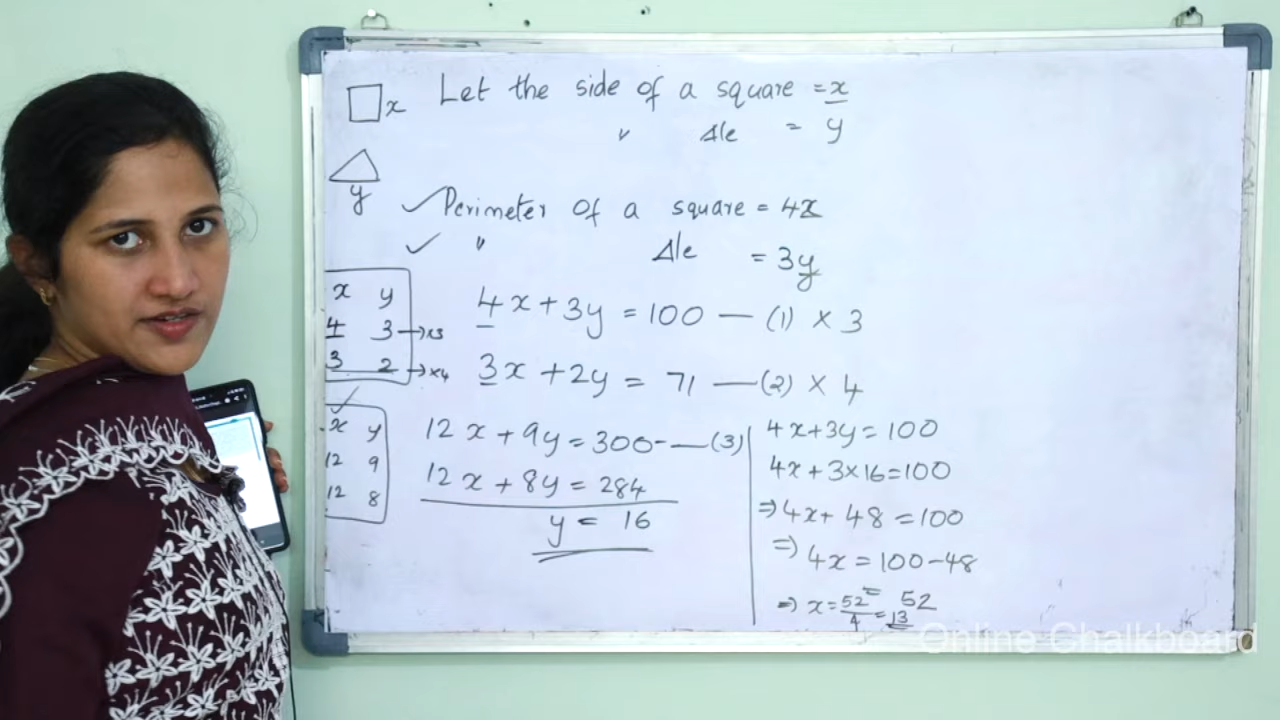 x Let the side of a square = x
" Δle = y
y
Perimeter of a square = 4x
" Δle = 3y
x y
4 3 → x3
3 2 → x4
4x + 3y = 100 — (1) × 3
3x + 2y = 71 — (2) × 4
x y
12 9
12 8
12x + 9y = 300 — (3)
12x + 8y = 284
y = 16
4x+3y = 100
4x + 3×16 = 100
⇒ 4x + 48 = 100
⇒ 4x = 100-48
= 52
⇒ x = 52/4 = 13
Online Chalkboard